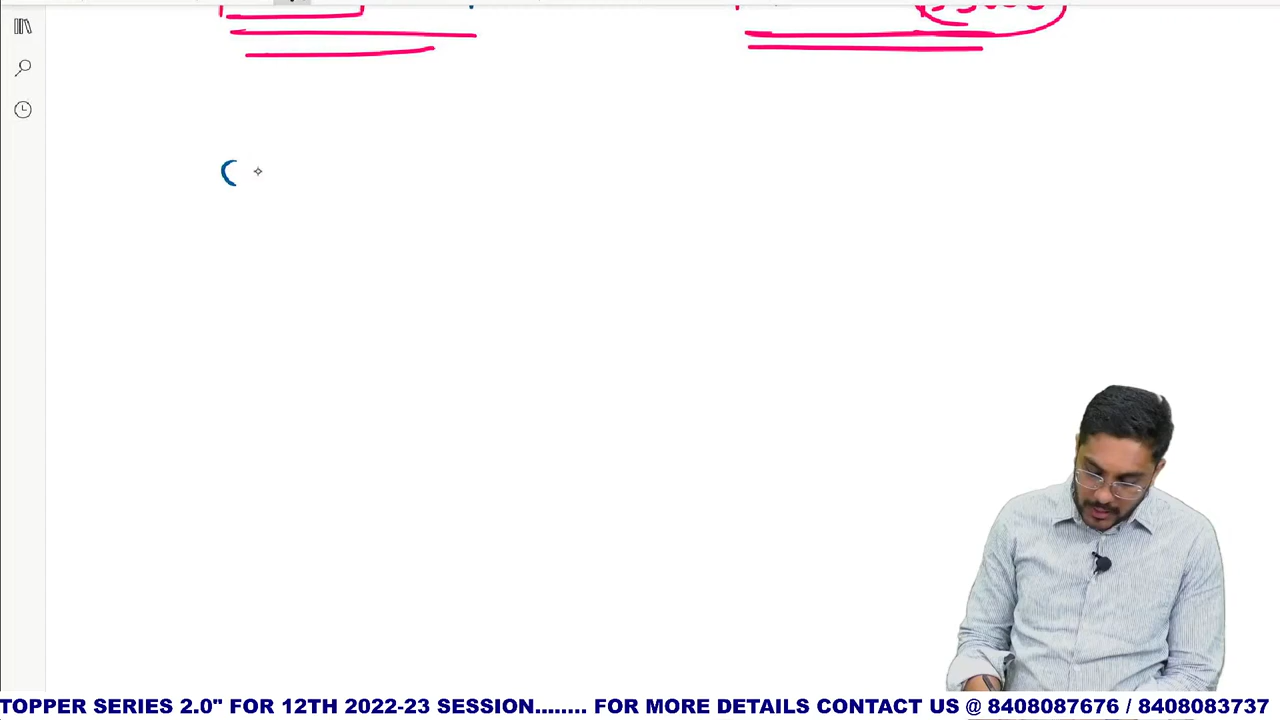 (
TOPPER SERIES 2.0" FOR 12TH 2022-23 SESSION........ FOR MORE DETAILS CONTACT US @ 8408087676 / 8408083737